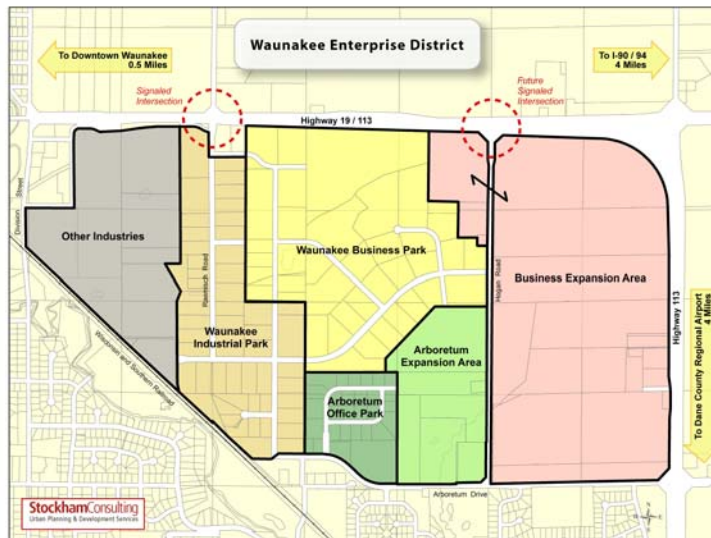 Waunakee Enterprise District
To Downtown Waunakee
0.5 Miles
To I-90 / 94
4 Miles
Signaled
Intersection
Future
Signaled
Intersection
Highway 19 / 113
Division Street
Other Industries
Raemisch Road
Waunakee Business Park
Hogan Road
Business Expansion Area
Highway 113
To Dane County Regional Airport
4 Miles
Waunakee
Industrial Park
Arboretum
Expansion Area
Wisconsin and Southern Railroad
Arboretum
Office Park
Arboretum Drive
StockhamConsulting
Urban Planning & Development Services